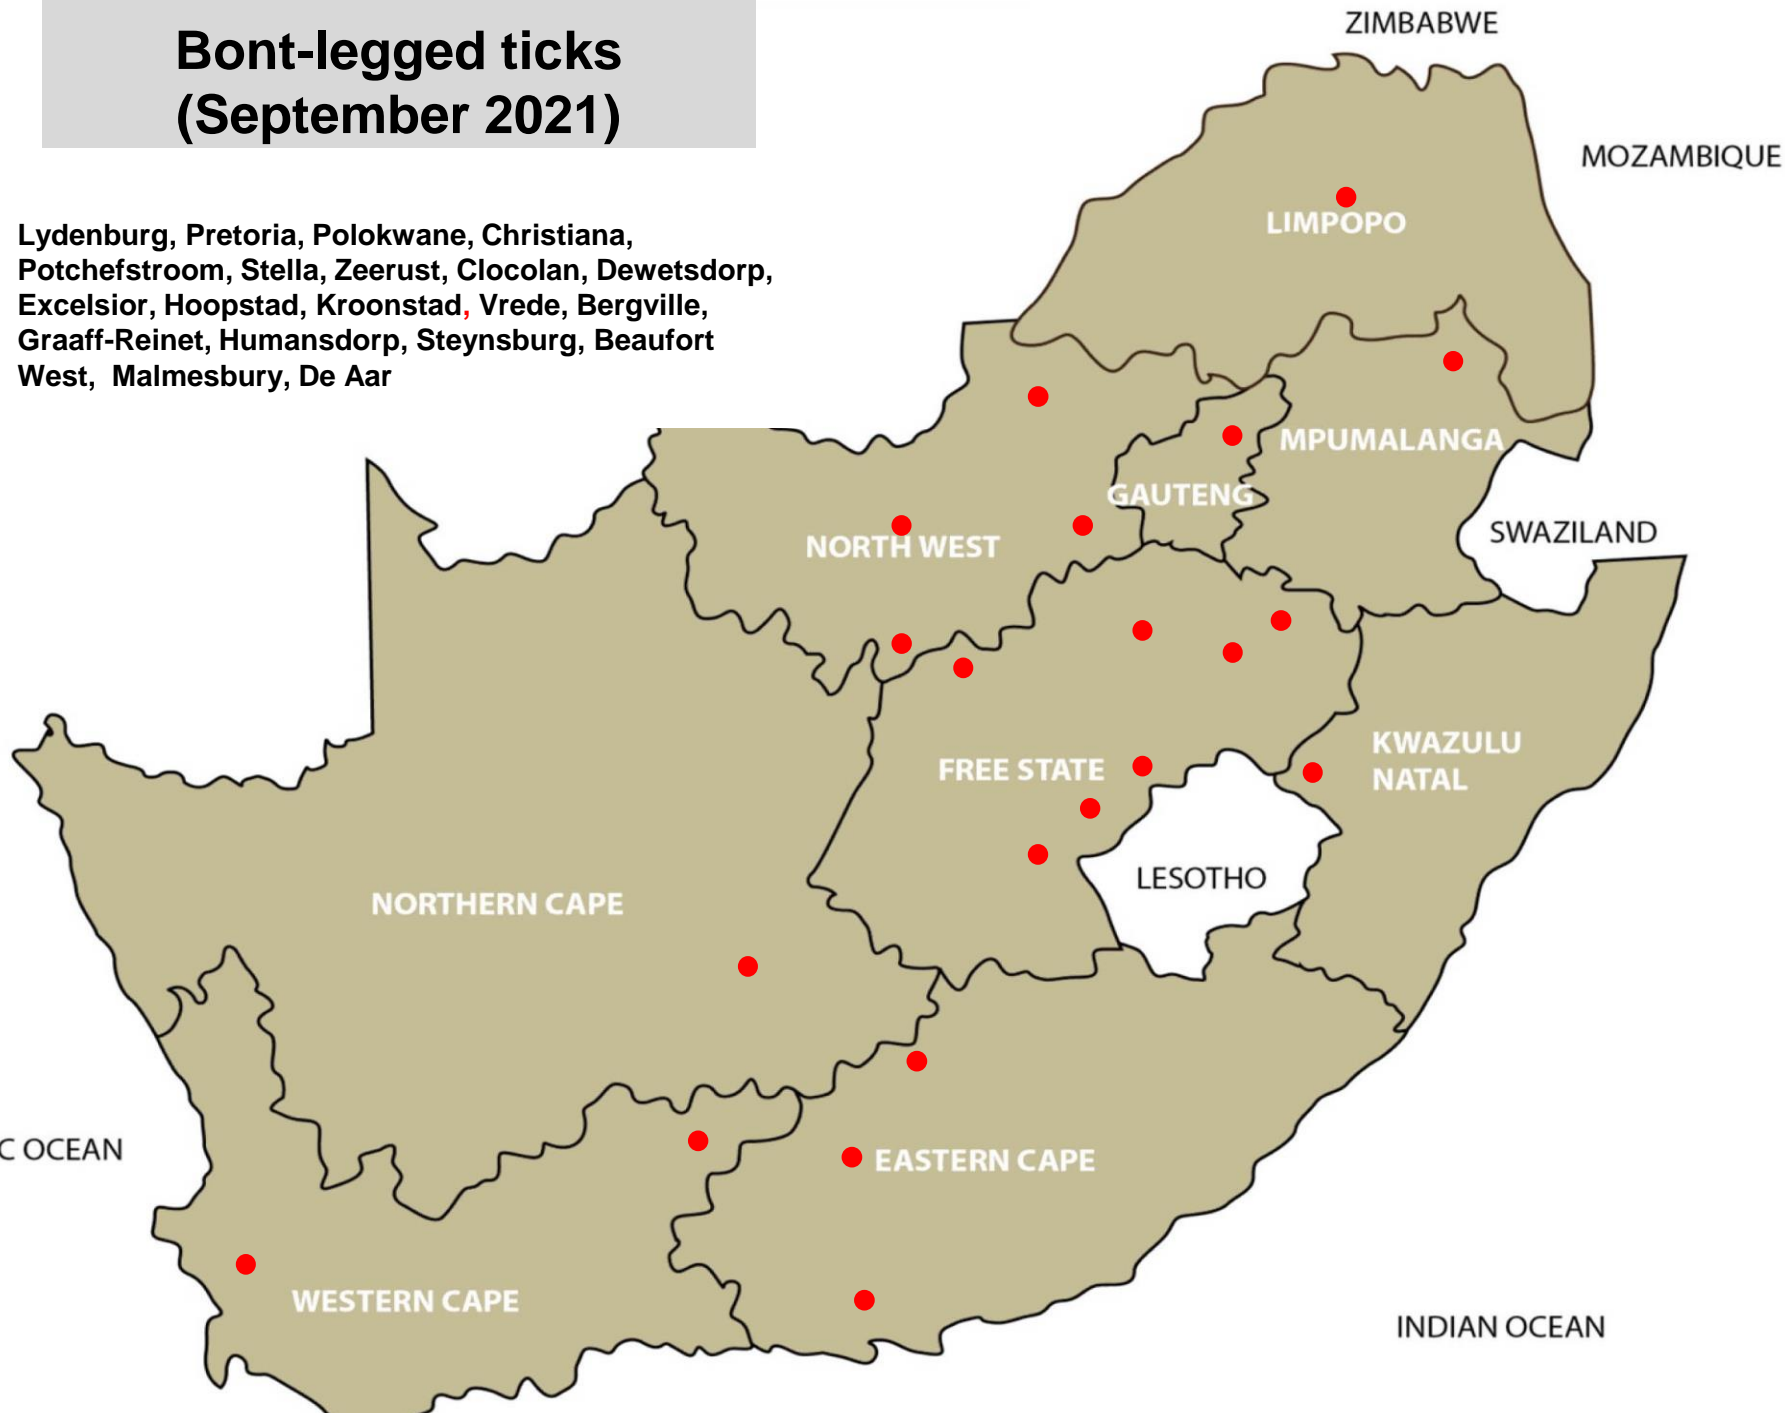 Bont-legged ticks
(September 2021)
Lydenburg, Pretoria, Polokwane, Christiana,
Potchefstroom, Stella, Zeerust, Clocolan, Dewetsdorp,
Excelsior, Hoopstad, Kroonstad, Vrede, Bergville,
Graaff-Reinet, Humansdorp, Steynsburg, Beaufort
West, Malmesbury, De Aar
ZIMBABWE
MOZAMBIQUE
LIMPOPO
MPUMALANGA
GAUTENG
NORTH WEST
SWAZILAND
KWAZULU
NATAL
FREE STATE
LESOTHO
NORTHERN CAPE
C OCEAN
EASTERN CAPE
WESTERN CAPE
INDIAN OCEAN